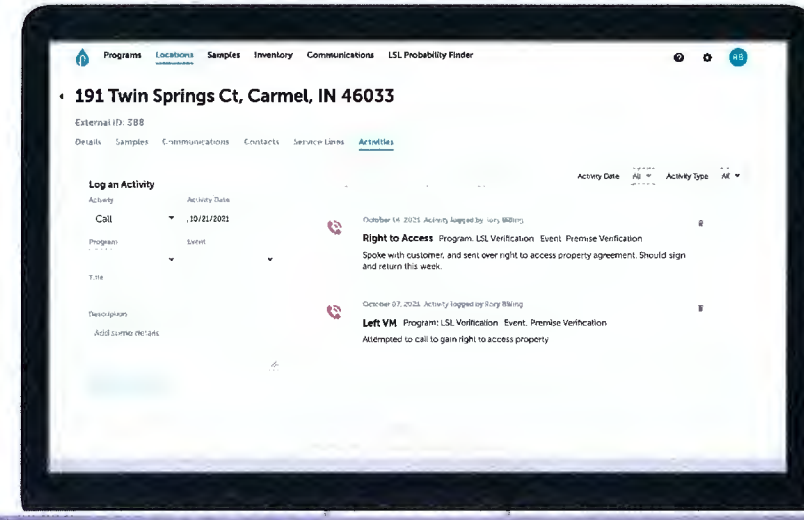 Programs Locations Samples Inventory Communications LSL Probability Finder
RB
191 Twin Springs Ct, Carmel, IN 46033
External ID: 388
Details Samples Communications Contacts Service Lines Activities
Activity Date All Activity Type All
Log an Activity
Activity Activity Date
Call 10/21/2021
Program Event
Title
Description
Add some details
October 14, 2021 Activity logged by Rory Billing
Right to Access Program: LSL Verification Event: Premise Verification
Spoke with customer, and sent over right to access property agreement. Should sign
and return this week.
October 07, 2021 Activity logged by Rory Billing
Left VM Program: LSL Verification Event: Premise Verification
Attempted to call to gain right to access property